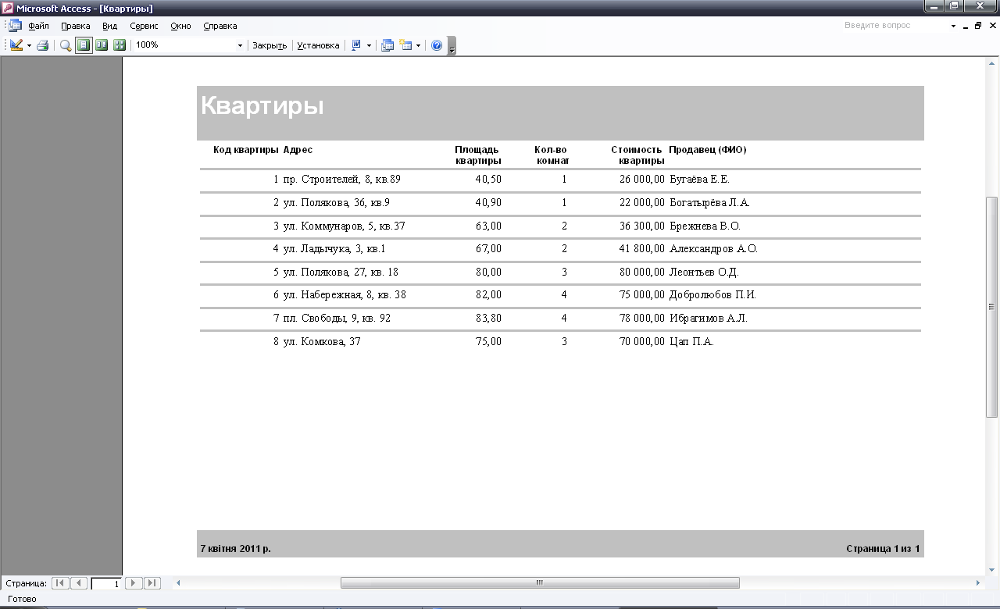 Microsoft Access - [Квартиры]
Файл Правка Вид Сервис Окно Справка Введите вопрос
100% Закрыть Установка
Квартиры
Код квартиры Адрес Площадь квартиры Кол-во комнат Стоимость квартиры Продавец (ФИО)
1 пр. Строителей, 8, кв.89 40,50 1 26 000,00 Бугаёва Е.Е.
2 ул. Полякова, 36, кв.9 40,90 1 22 000,00 Богатырёва Л.А.
3 ул. Коммунаров, 5, кв.37 63,00 2 36 300,00 Брежнева В.О.
4 ул. Ладычука, 3, кв.1 67,00 2 41 800,00 Александров А.О.
5 ул. Полякова, 27, кв. 18 80,00 3 80 000,00 Леонтьев О.Д.
6 ул. Набережная, 8, кв. 38 82,00 4 75 000,00 Добролюбов П.И.
7 пл. Свободы, 9, кв. 92 83,80 4 78 000,00 Ибрагимов А.Л.
8 ул. Комкова, 37 75,00 3 70 000,00 Цап П.А.
7 квітня 2011 р. Страница 1 из 1
Страница: 1
Готово